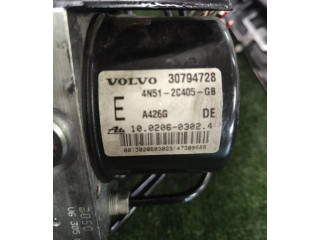 VOLVO 30794728
4N51-2C405-GB
E A426G DE
10.0206-0302.4